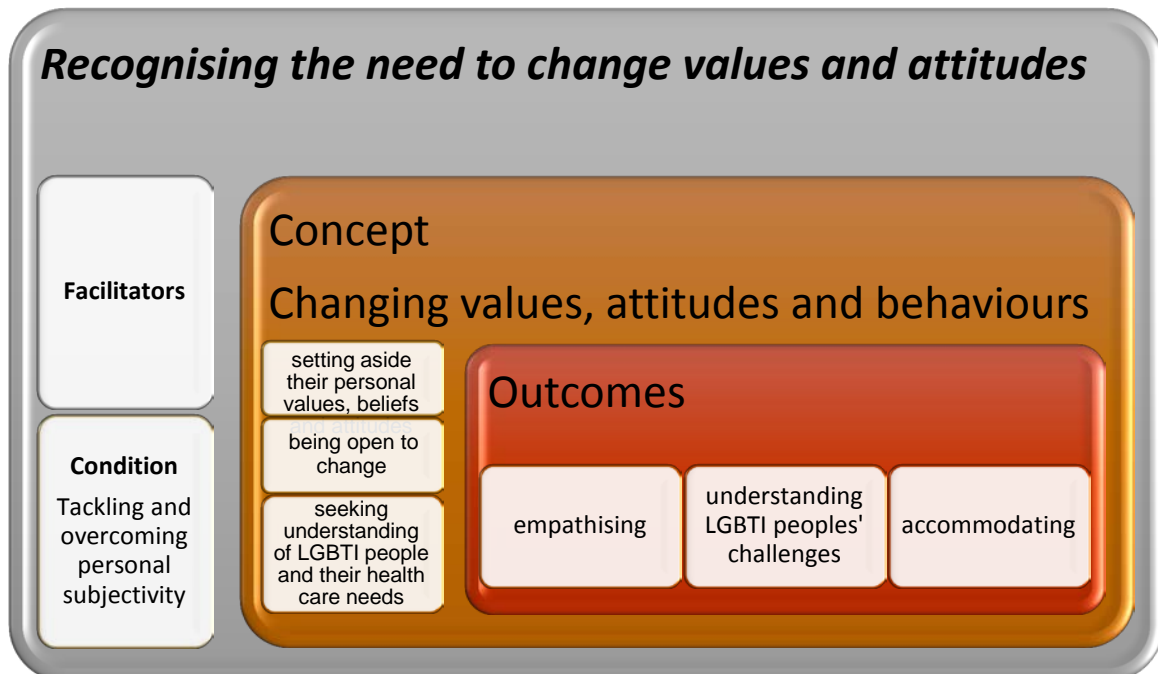 Recognising the need to change values and attitudes
Facilitators
Condition
Tackling and
overcoming
personal
subjectivity
Concept
Changing values, attitudes and behaviours
setting aside
their personal
values, beliefs
and attitudes
being open to
change
seeking
understanding
of LGBTI people
and their health
care needs
Outcomes
empathising
understanding
LGBTI peoples'
challenges
accommodating